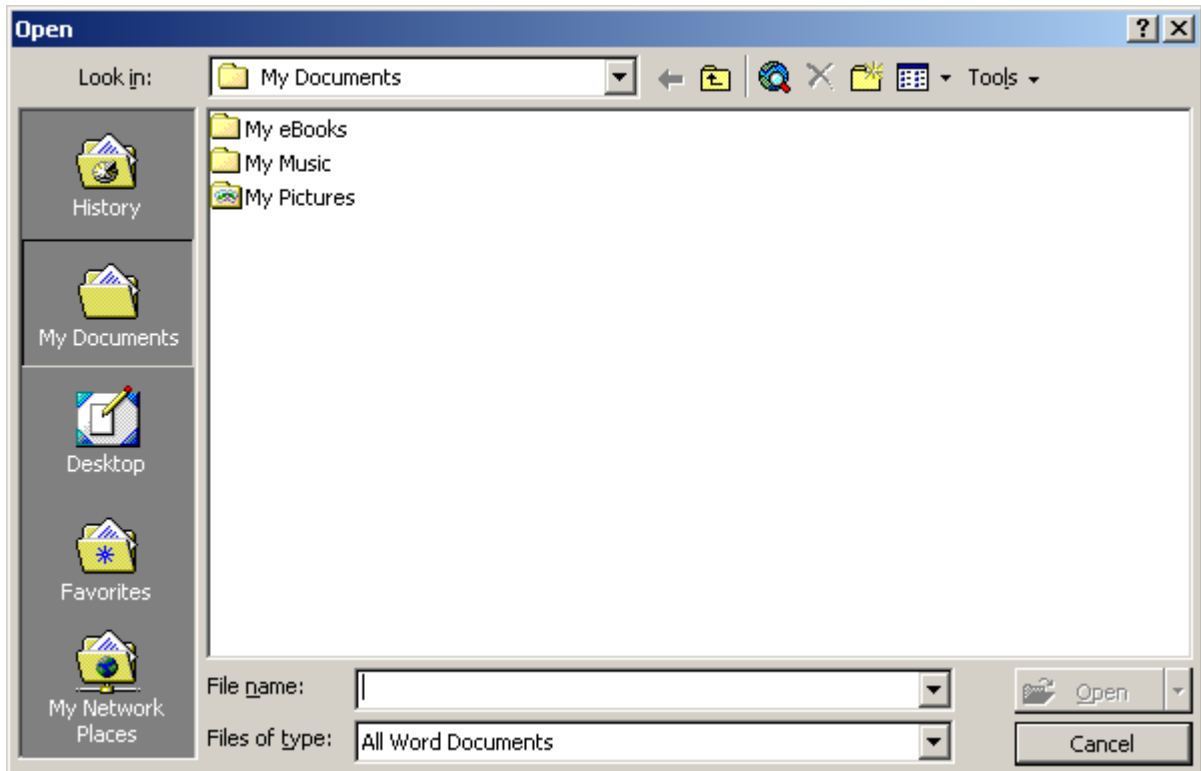 Open
Look in:
My Documents
Tools
History
My Documents
Desktop
Favorites
My Network
Places
My eBooks
My Music
My Pictures
File name:
Open
Files of type:
All Word Documents
Cancel